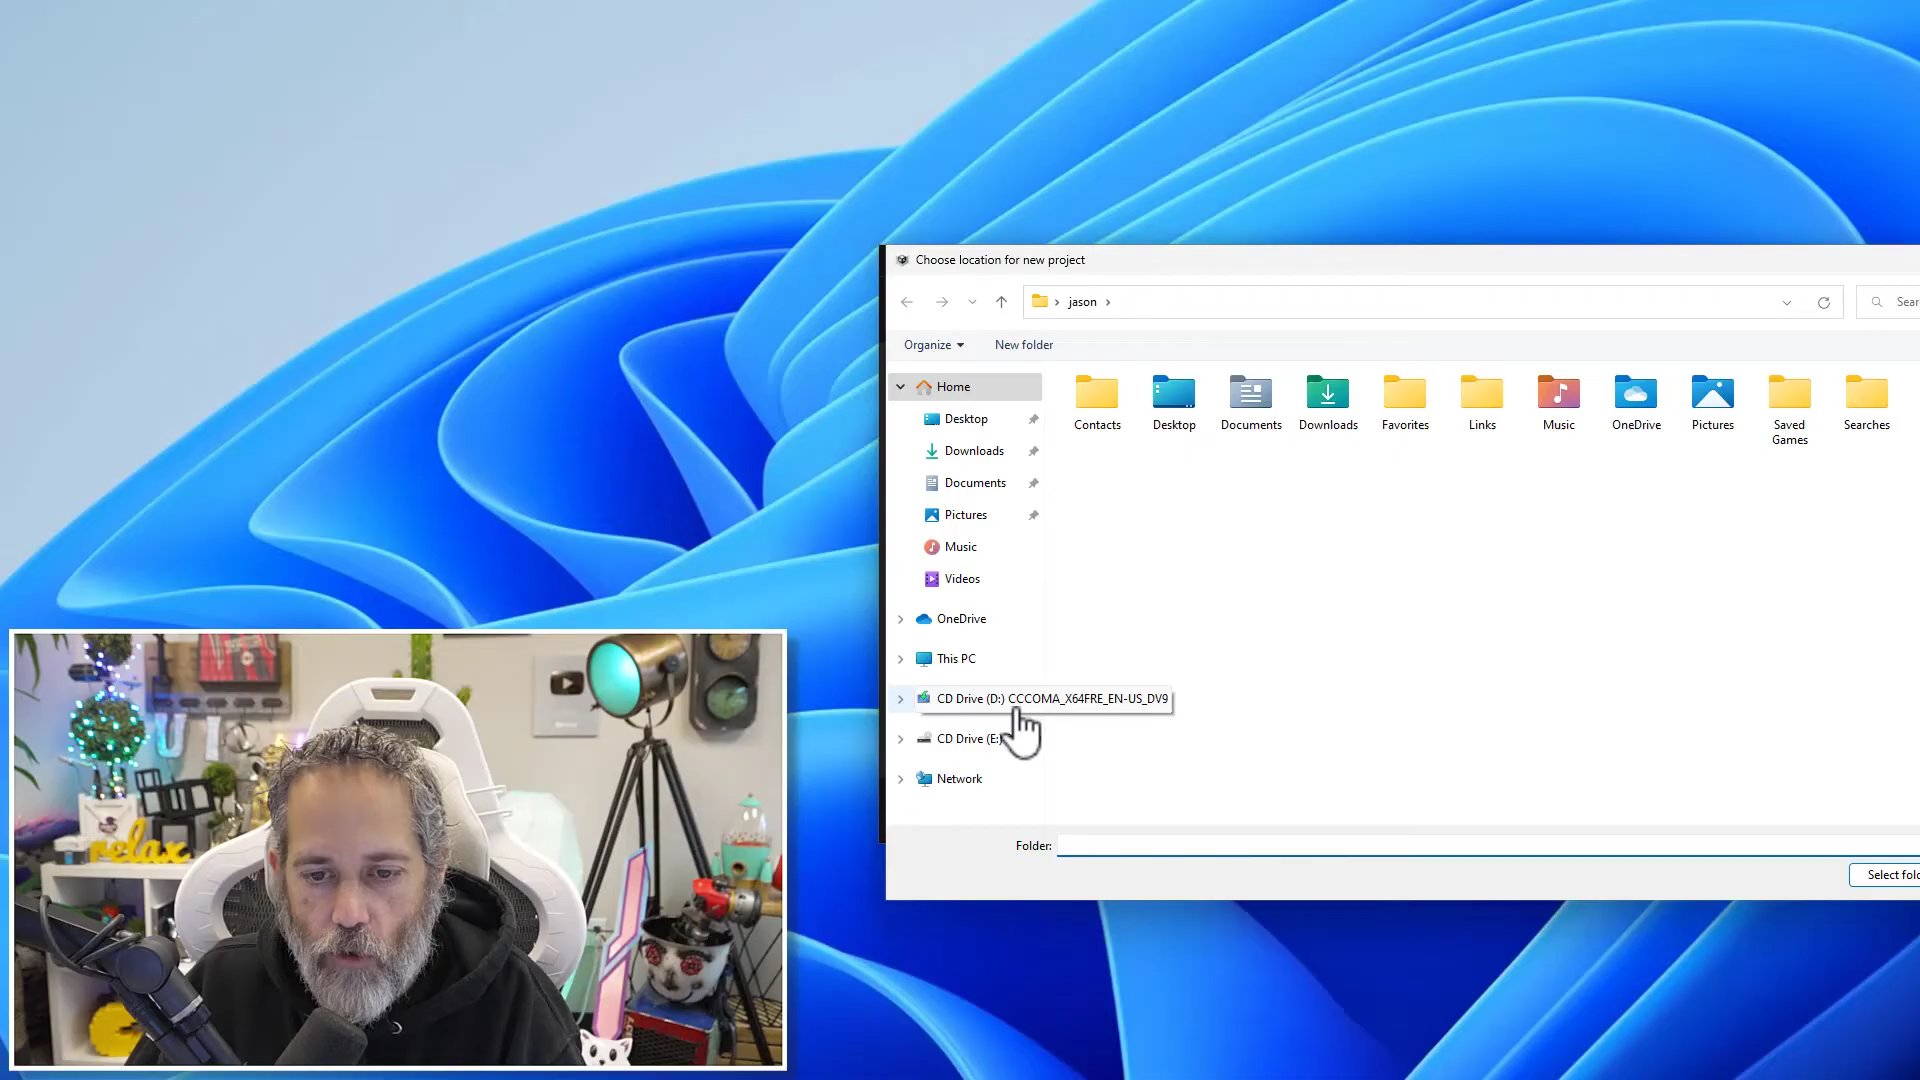 Choose location for new project
jason
Sear
Organize
New folder
Home
Desktop
Downloads
Documents
Pictures
Music
Videos
OneDrive
This PC
CD Drive (D:) CCCOMA_X64FRE_EN-US_DV9
CD Drive (E:)
Network
Contacts
Desktop
Documents
Downloads
Favorites
Links
Music
OneDrive
Pictures
Saved
Games
Searches
Folder:
Select fol
relax